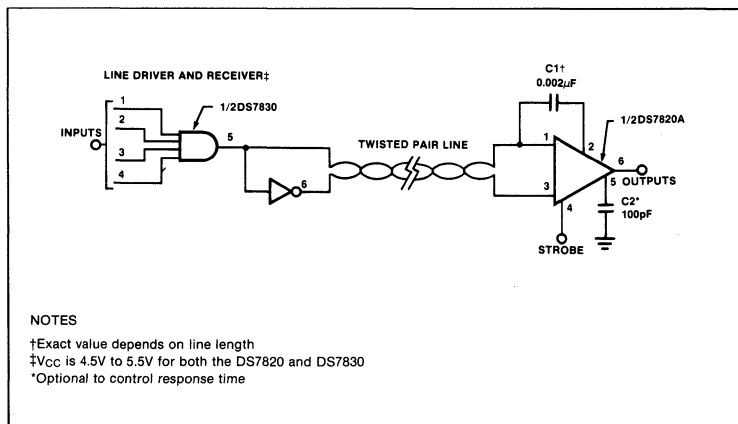 LINE DRIVER AND RECEIVER‡
1/2DS7830
INPUTS
1
2
3
4
5
6
TWISTED PAIR LINE
C1†
0.002μF
1/2DS7820A
1
2
3
4
5
6
OUTPUTS
C2*
100pF
STROBE
NOTES
†Exact value depends on line length
‡VCC is 4.5V to 5.5V for both the DS7820 and DS7830
*Optional to control response time